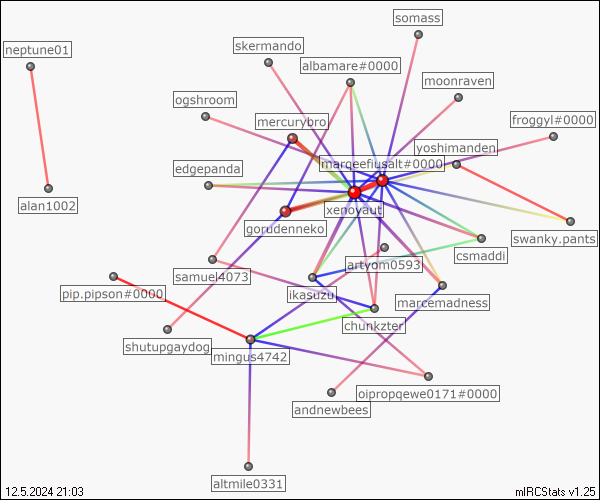 somass
neptune01
skermando
albamare#0000
moonraven
ogshroom
mercurybro
froggyl#0000
yoshimanden
marqeefiusalt#0000
edgepanda
alan1002
xenoyaut
gorudenneko
swanky.pants
csmaddi
artyom0593
samuel4073
pip.pipson#0000
ikasuzu
marcemadness
chunkzter
shutupgaydog
mingus4742
oipropqewe0171#0000
andnewbees
altmile0331
12.5.2024 21:03
mIRCStats v1.25